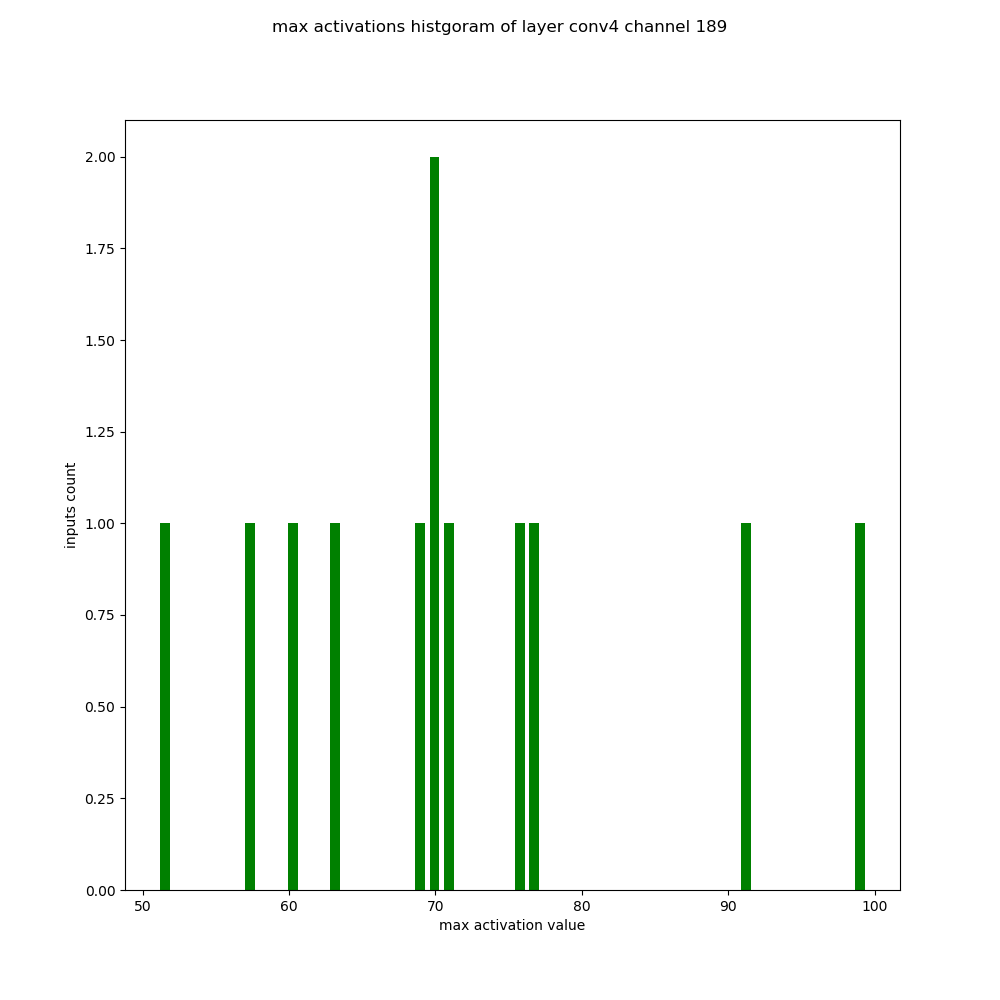 max activations histgoram of layer conv4 channel 189
2.00
1.75
1.50
1.25
1.00
0.75
0.50
0.25
0.00
inputs count
50 60 70 80 90 100
max activation value